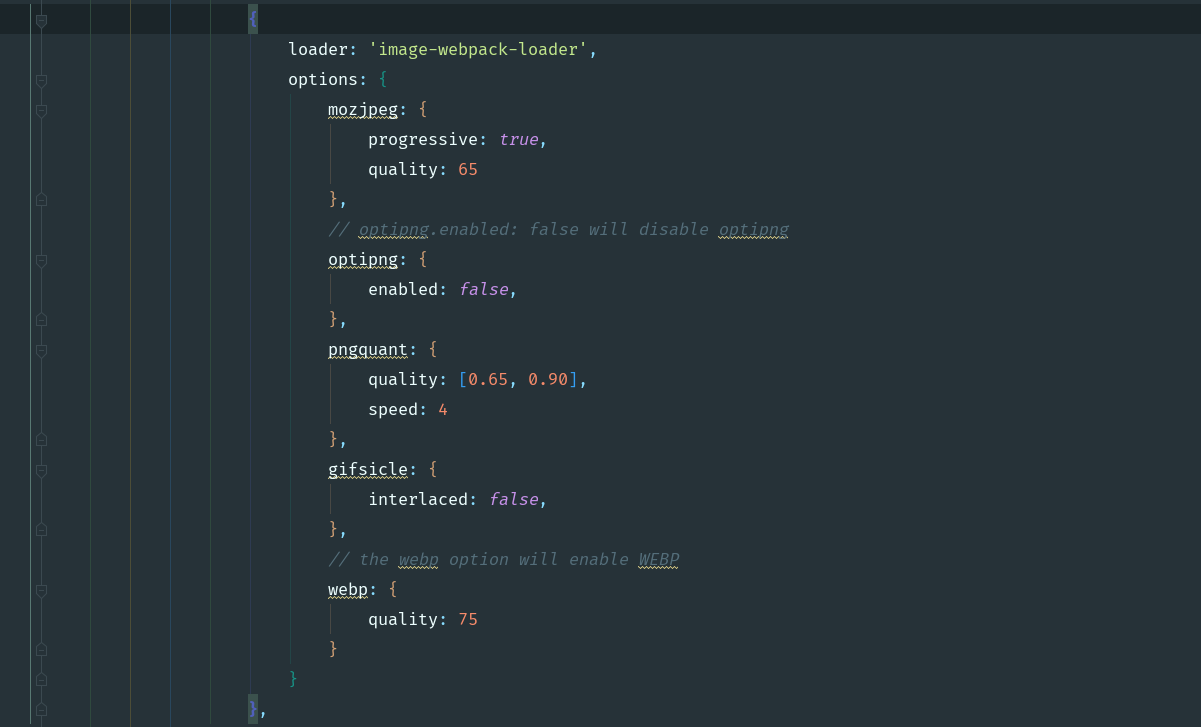 {
loader: 'image-webpack-loader',
options: {
mozjpeg: {
progressive: true,
quality: 65
},
// optipng.enabled: false will disable optipng
optipng: {
enabled: false,
},
pngquant: {
quality: [0.65, 0.90],
speed: 4
},
gifsicle: {
interlaced: false,
},
// the webp option will enable WEBP
webp: {
quality: 75
}
}
},